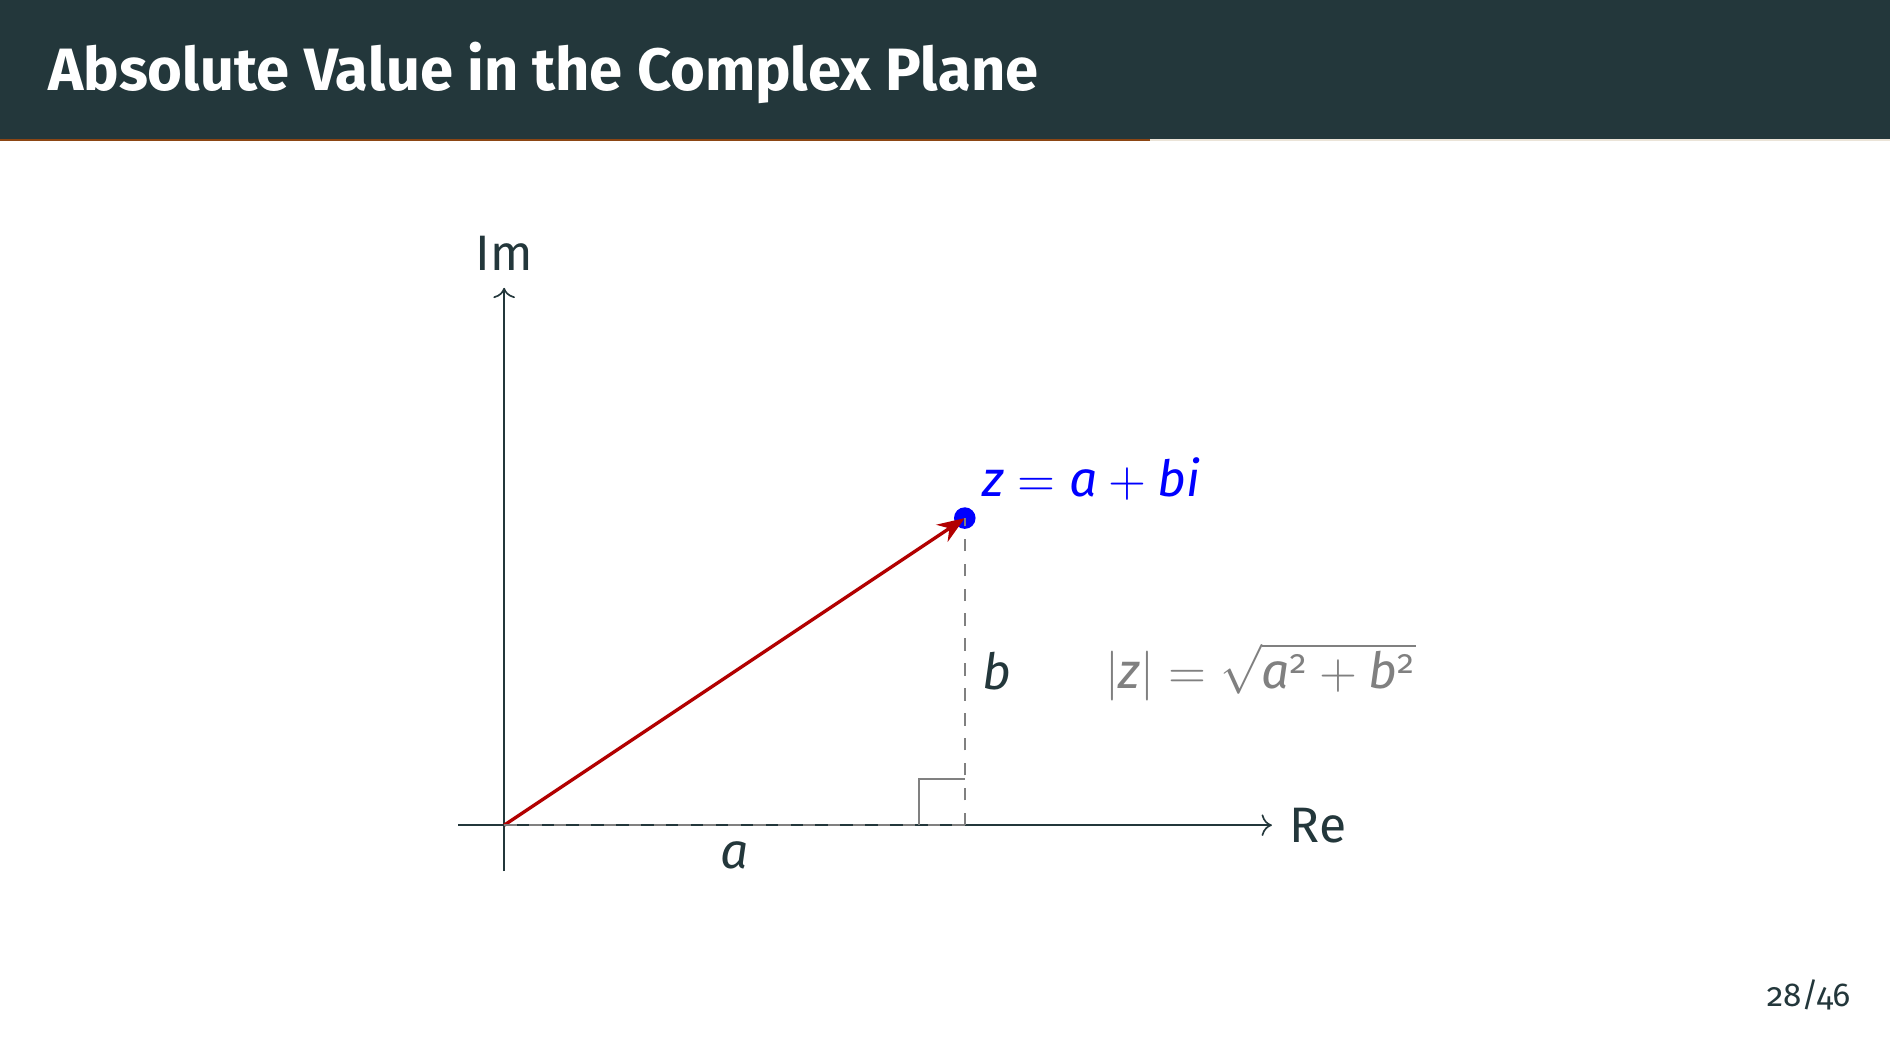 Absolute Value in the Complex Plane
Im
z = a + bi
b
|z| = √a² + b²
Re
a
28/46